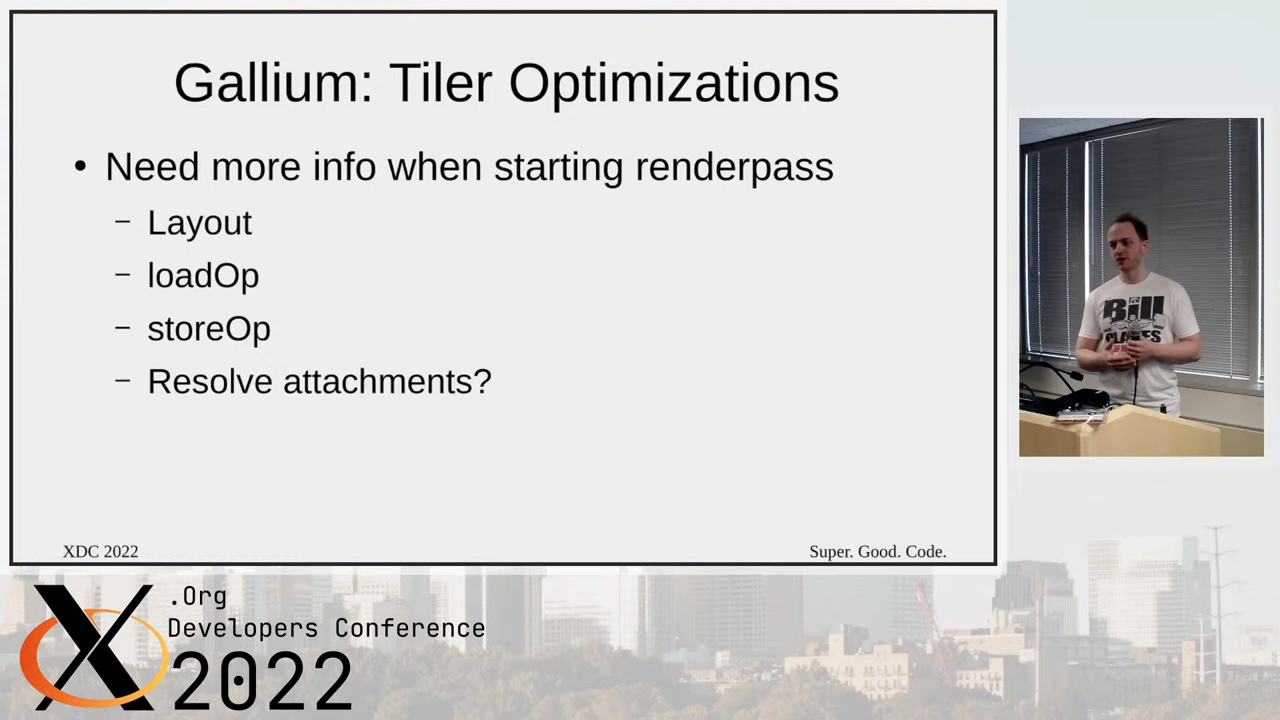 Gallium: Tiler Optimizations
• Need more info when starting renderpass
– Layout
– loadOp
– storeOp
– Resolve attachments?
XDC 2022
Super. Good. Code.
Bill
X.Org
Developers Conference
2022